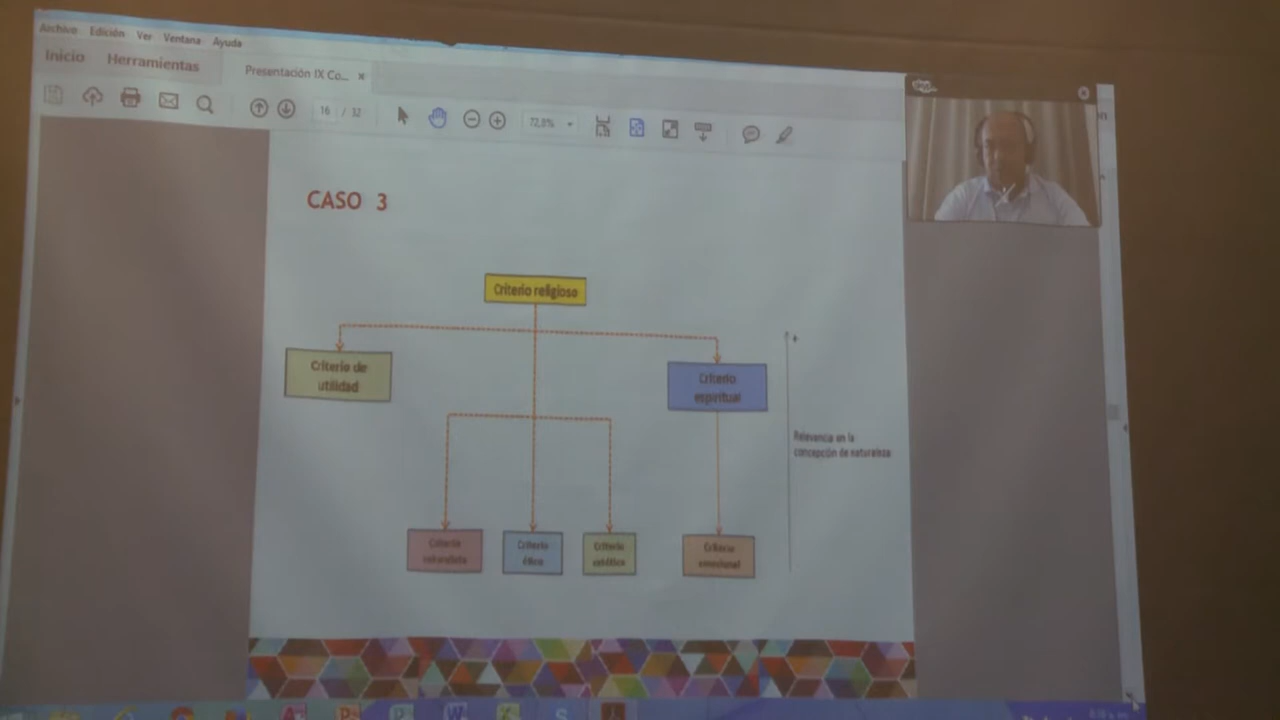 Archivo Edición Ver Ventana Ayuda
Inicio Herramientas Presentación IX Co... ×
16 / 32
72,8%
CASO 3
Criterio religioso
Criterio de
utilidad
Criterio
espiritual
+
Relevancia en la
concepción de naturaleza
Criterio
Criterio
ético
Criterio
estético
Criterio
emocional